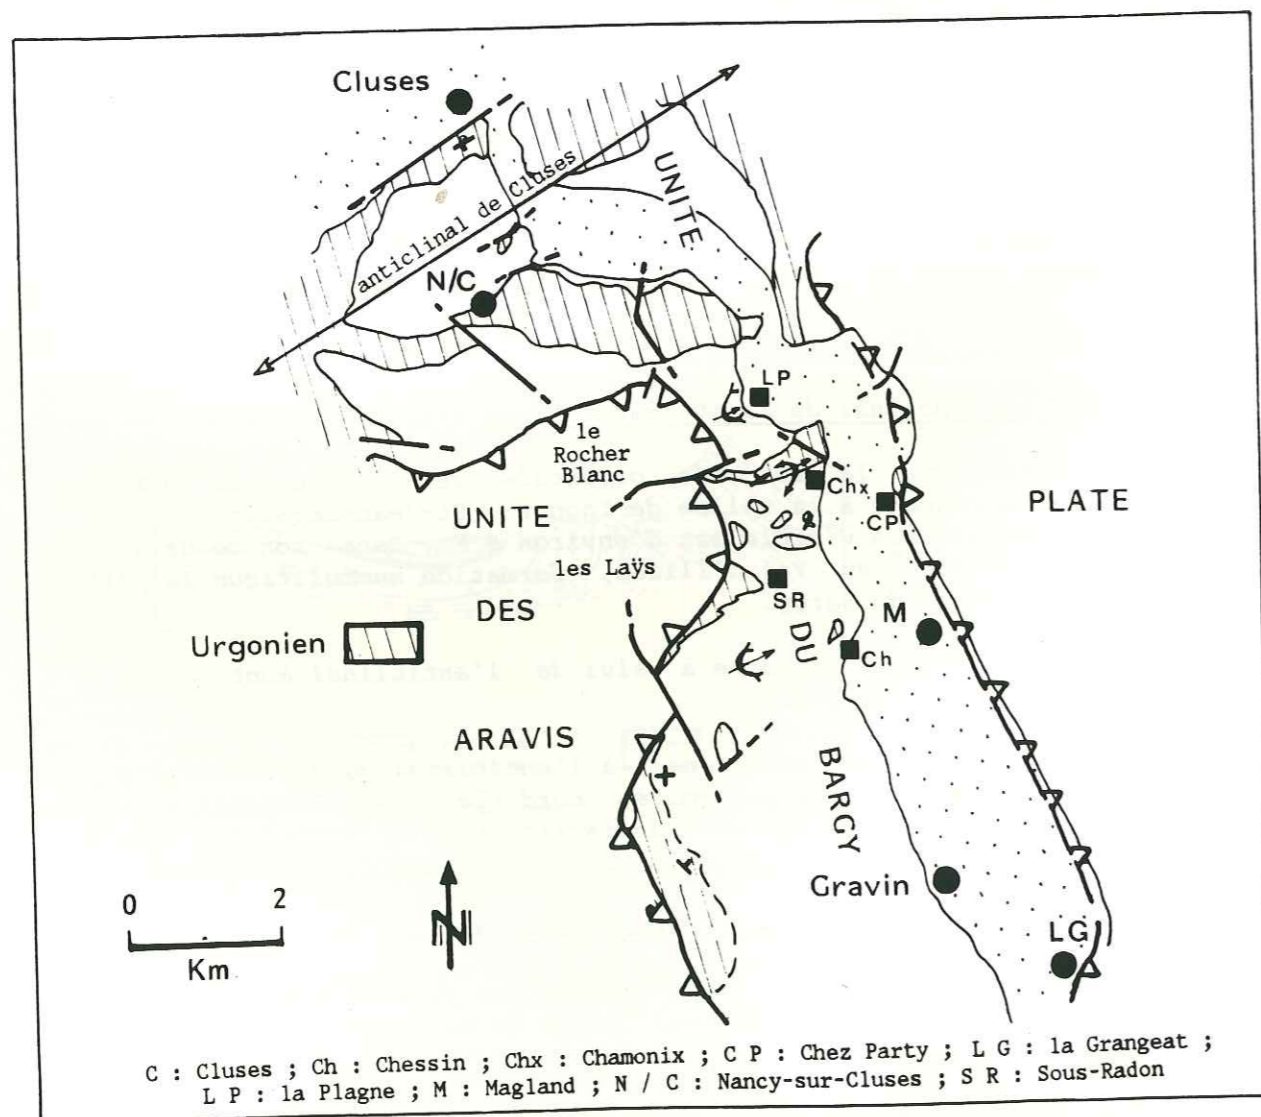 Cluses
anticlinal de Cluses
UNITE
N/C
LP
le
Rocher
Blanc
Chx
CP
PLATE
UNITE
les Laÿs
SR
DES
DU
M
Urgonien
Ch
ARAVIS
BARGY
Gravin
0 2
Km
N
LG
C : Cluses ; Ch : Chessin ; Chx : Chamonix ; C P : Chez Party ; L G : la Grangeat ;
L P : la Plagne ; M : Magland ; N / C : Nancy-sur-Cluses ; S R : Sous-Radon